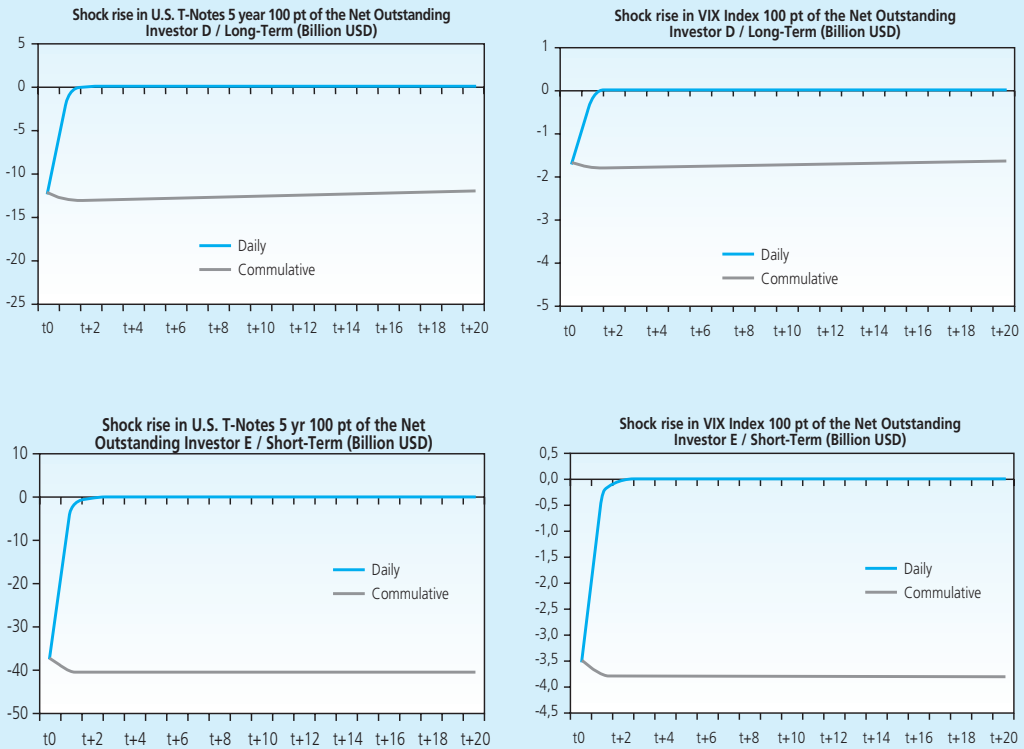 Shock rise in U.S. T-Notes 5 year 100 pt of the Net Outstanding
Investor D / Long-Term (Billion USD)
5
0
-5
-10
-15
-20
-25
Daily
Commulative
t0 t+2 t+4 t+6 t+8 t+10 t+12 t+14 t+16 t+18 t+20
Shock rise in VIX Index 100 pt of the Net Outstanding
Investor D / Long-Term (Billion USD)
1
0
-1
-2
-3
-4
-5
Daily
Commulative
t0 t+2 t+4 t+6 t+8 t+10 t+12 t+14 t+16 t+18 t+20
Shock rise in U.S. T-Notes 5 yr 100 pt of the Net
Outstanding Investor E / Short-Term (Billion USD)
10
0
-10
-20
-30
-40
-50
Daily
Commulative
t0 t+2 t+4 t+6 t+8 t+10 t+12 t+14 t+16 t+18 t+20
Shock rise in VIX Index 100 pt of the Net Outstanding
Investor E / Short-Term (Billion USD)
0,5
0,0
-0,5
-1,0
-1,5
-2,0
-2,5
-3,0
-3,5
-4,0
-4,5
Daily
Commulative
t0 t+2 t+4 t+6 t+8 t+10 t+12 t+14 t+16 t+18 t+20